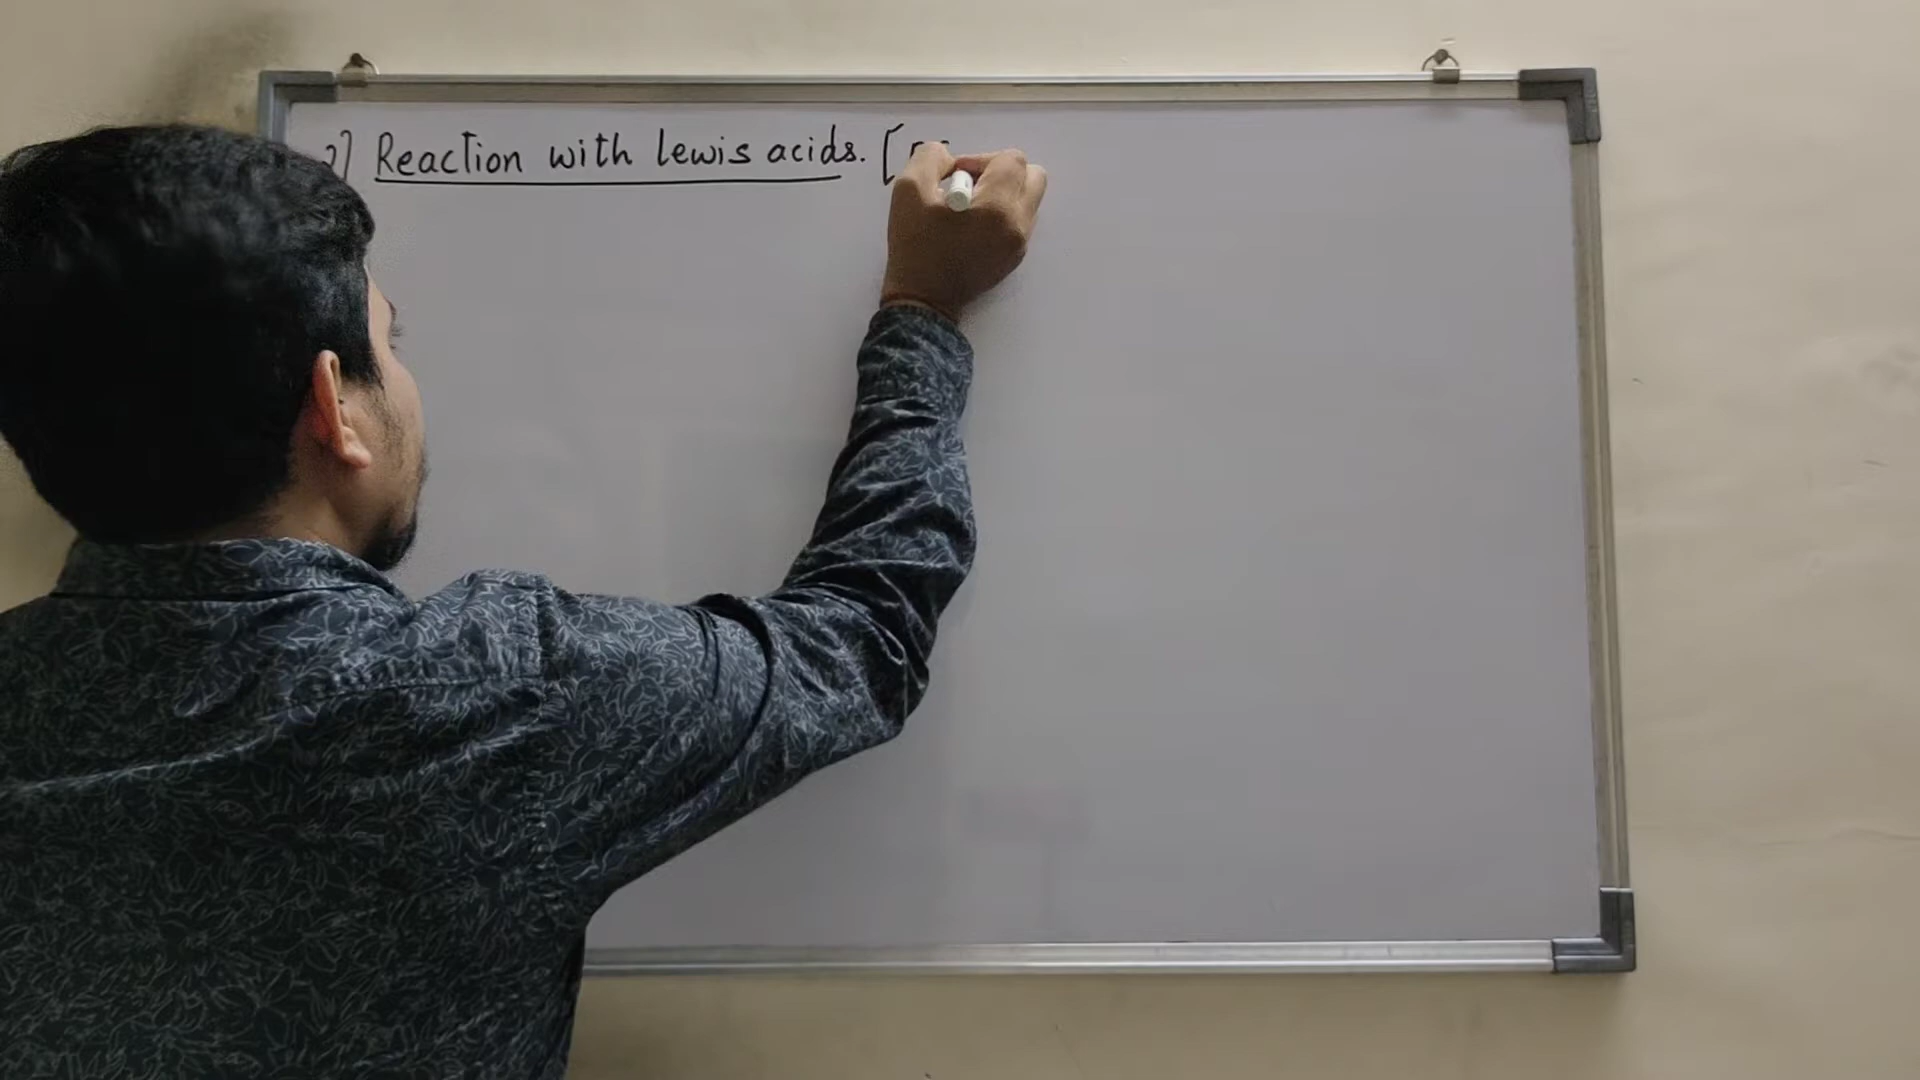 2) Reaction with lewis acids. [